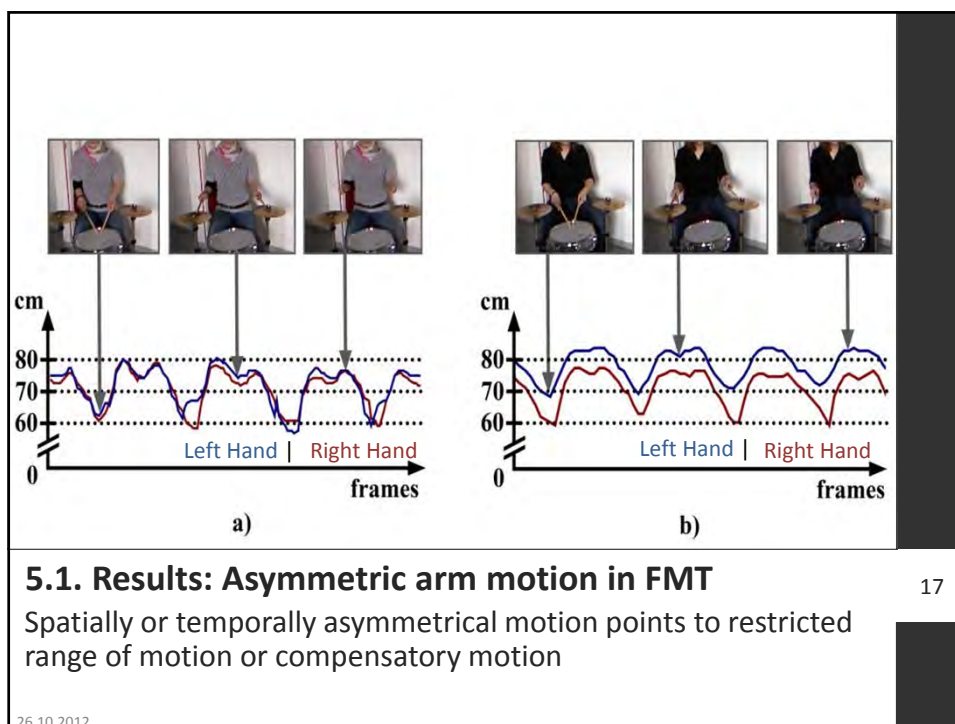 cm
80
70
60
0
Left Hand | Right Hand
frames
a)
cm
80
70
60
0
Left Hand | Right Hand
frames
b)
5.1. Results: Asymmetric arm motion in FMT
Spatially or temporally asymmetrical motion points to restricted
range of motion or compensatory motion
17
26.10.2012